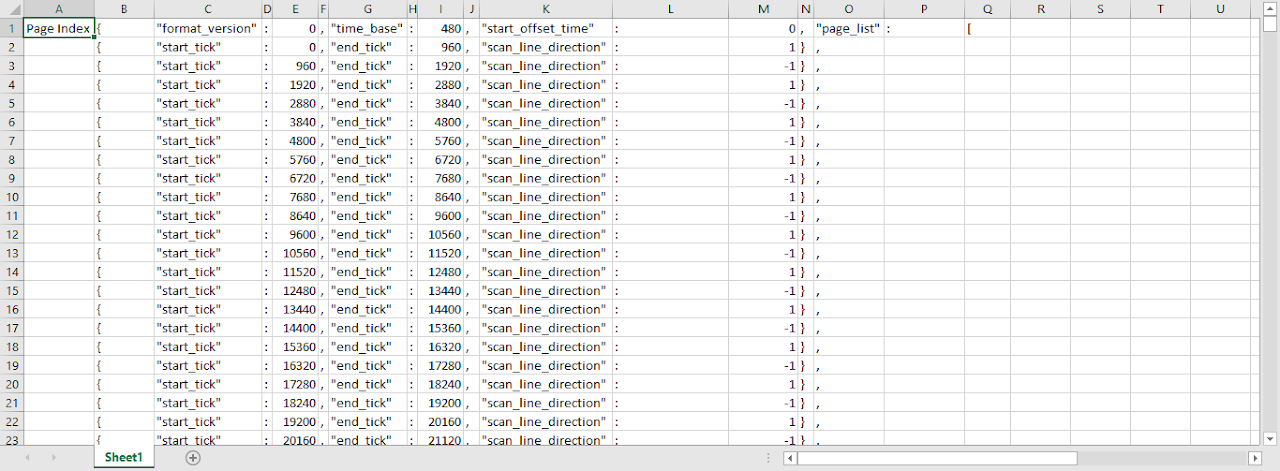 A B C D E F G H I J K L M N O P Q R S T U
1 Page Index { "format_version" : 0 , "time_base" : 480 , "start_offset_time" : 0 , "page_list" : [
2 { "start_tick" : 0 , "end_tick" : 960 , "scan_line_direction" : 1 } ,
3 { "start_tick" : 960 , "end_tick" : 1920 , "scan_line_direction" : -1 } ,
4 { "start_tick" : 1920 , "end_tick" : 2880 , "scan_line_direction" : 1 } ,
5 { "start_tick" : 2880 , "end_tick" : 3840 , "scan_line_direction" : -1 } ,
6 { "start_tick" : 3840 , "end_tick" : 4800 , "scan_line_direction" : 1 } ,
7 { "start_tick" : 4800 , "end_tick" : 5760 , "scan_line_direction" : -1 } ,
8 { "start_tick" : 5760 , "end_tick" : 6720 , "scan_line_direction" : 1 } ,
9 { "start_tick" : 6720 , "end_tick" : 7680 , "scan_line_direction" : -1 } ,
10 { "start_tick" : 7680 , "end_tick" : 8640 , "scan_line_direction" : 1 } ,
11 { "start_tick" : 8640 , "end_tick" : 9600 , "scan_line_direction" : -1 } ,
12 { "start_tick" : 9600 , "end_tick" : 10560 , "scan_line_direction" : 1 } ,
13 { "start_tick" : 10560 , "end_tick" : 11520 , "scan_line_direction" : -1 } ,
14 { "start_tick" : 11520 , "end_tick" : 12480 , "scan_line_direction" : 1 } ,
15 { "start_tick" : 12480 , "end_tick" : 13440 , "scan_line_direction" : -1 } ,
16 { "start_tick" : 13440 , "end_tick" : 14400 , "scan_line_direction" : 1 } ,
17 { "start_tick" : 14400 , "end_tick" : 15360 , "scan_line_direction" : -1 } ,
18 { "start_tick" : 15360 , "end_tick" : 16320 , "scan_line_direction" : 1 } ,
19 { "start_tick" : 16320 , "end_tick" : 17280 , "scan_line_direction" : -1 } ,
20 { "start_tick" : 17280 , "end_tick" : 18240 , "scan_line_direction" : 1 } ,
21 { "start_tick" : 18240 , "end_tick" : 19200 , "scan_line_direction" : -1 } ,
22 { "start_tick" : 19200 , "end_tick" : 20160 , "scan_line_direction" : 1 } ,
23 { "start_tick" : 20160 , "end_tick" : 21120 , "scan_line_direction" : -1 } ,
Sheet1